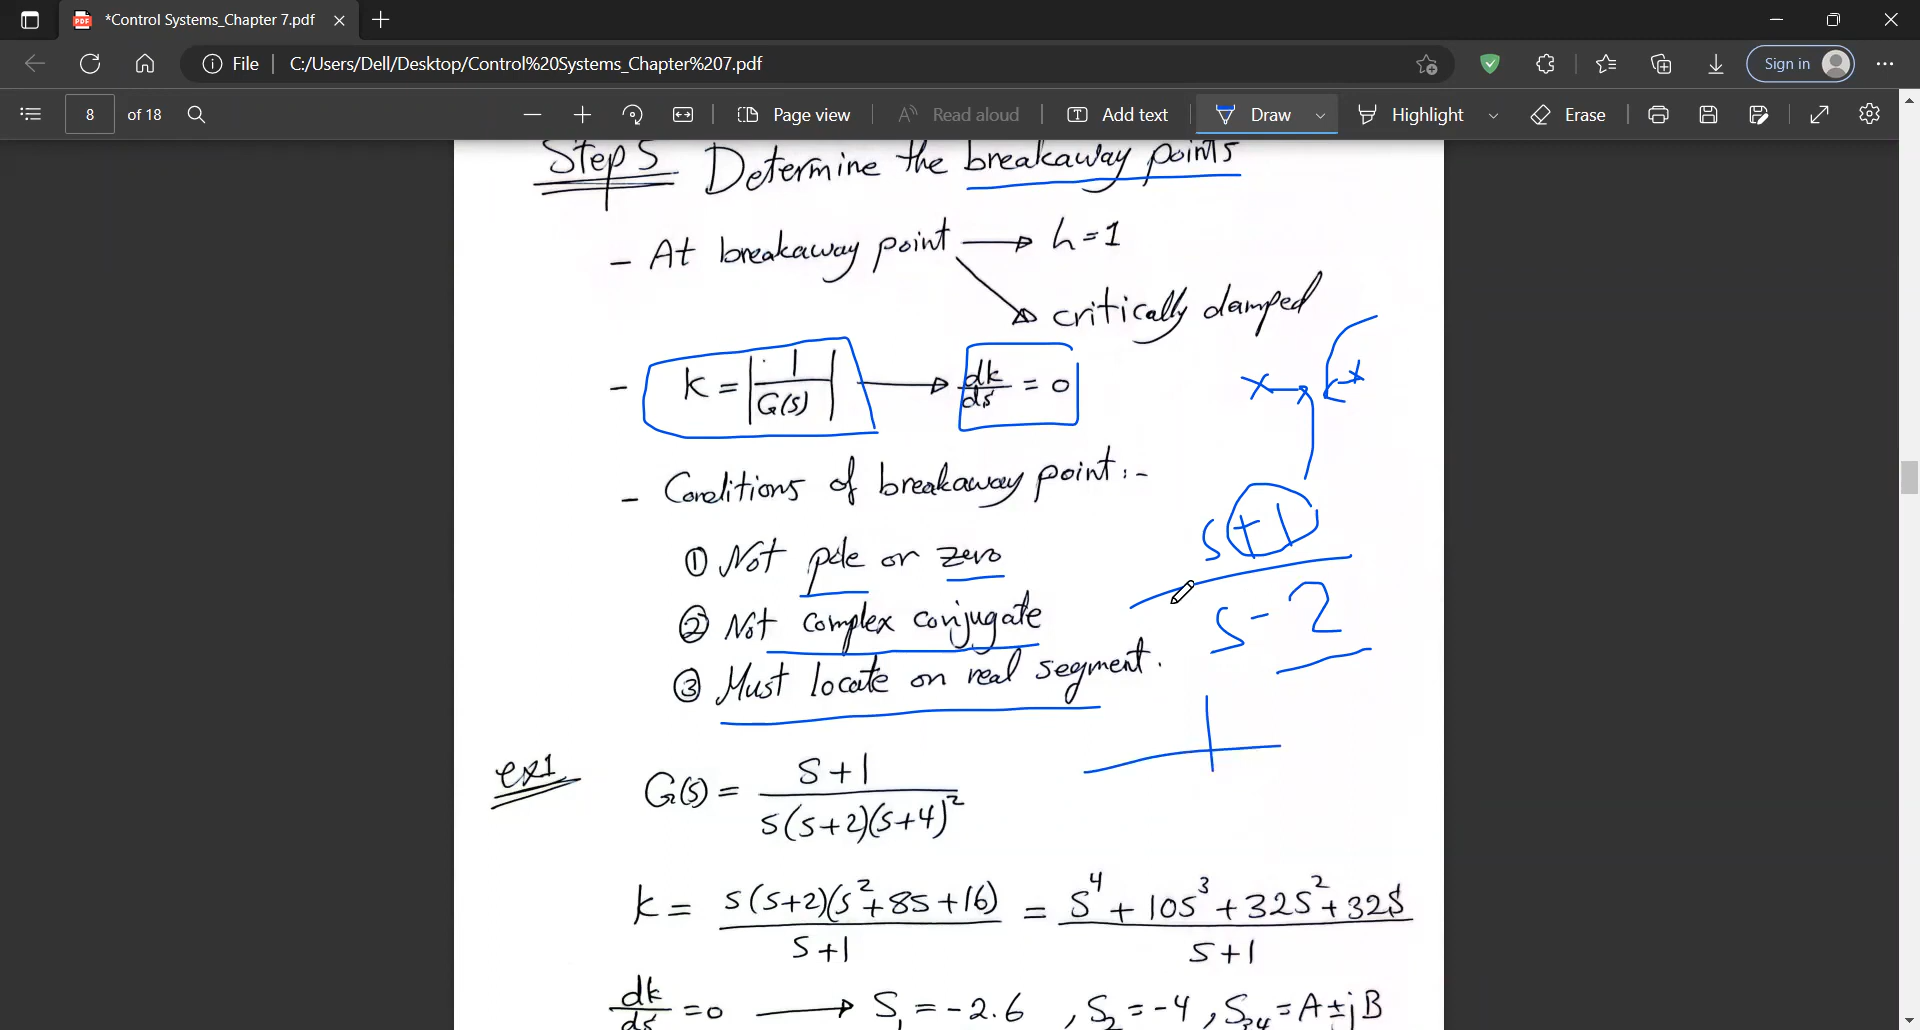 *Control Systems_Chapter 7.pdf
File C:/Users/Dell/Desktop/Control%20Systems_Chapter%207.pdf
Sign in
8 of 18
Page view
Read aloud
Add text
Draw
Highlight
Erase
Step 5 Determine the breakaway points
- At breakaway point → h=1
critically damped
- K = |1/G(s)| → dk/ds = 0
- Conditions of breakaway point :-
① Not pole or zero
② Not complex conjugate
③ Must locate on real segment.
s+1
s-2
ex1 G(s) = s+1 / s(s+2)(s+4)²
K = s(s+2)(s²+8s+16) / s+1 = s⁴ + 10s³ + 32s² + 32s / s+1
dk/ds = 0 → S₁ = -2.6 , S₂ = -4 , S₃,₄ = A±jB